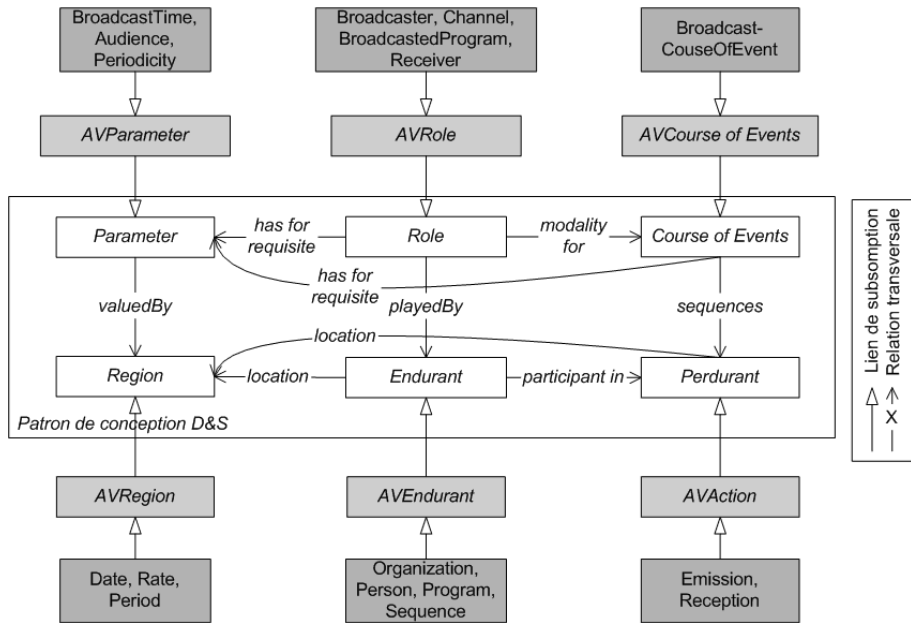 BroadcastTime,
Audience,
Periodicity
Broadcaster, Channel,
BroadcastedProgram,
Receiver
Broadcast-
CouseOfEvent
AVParameter
AVRole
AVCourse of Events
Parameter
has for
requisite
Role
modality
for
Course of Events
has for
requisite
valuedBy
playedBy
sequences
location
Region
location
Endurant
participant in
Perdurant
Patron de conception D&S
AVRegion
AVEndurant
AVAction
Date, Rate,
Period
Organization,
Person, Program,
Sequence
Emission,
Reception
Lien de subsomption
X Relation transversale